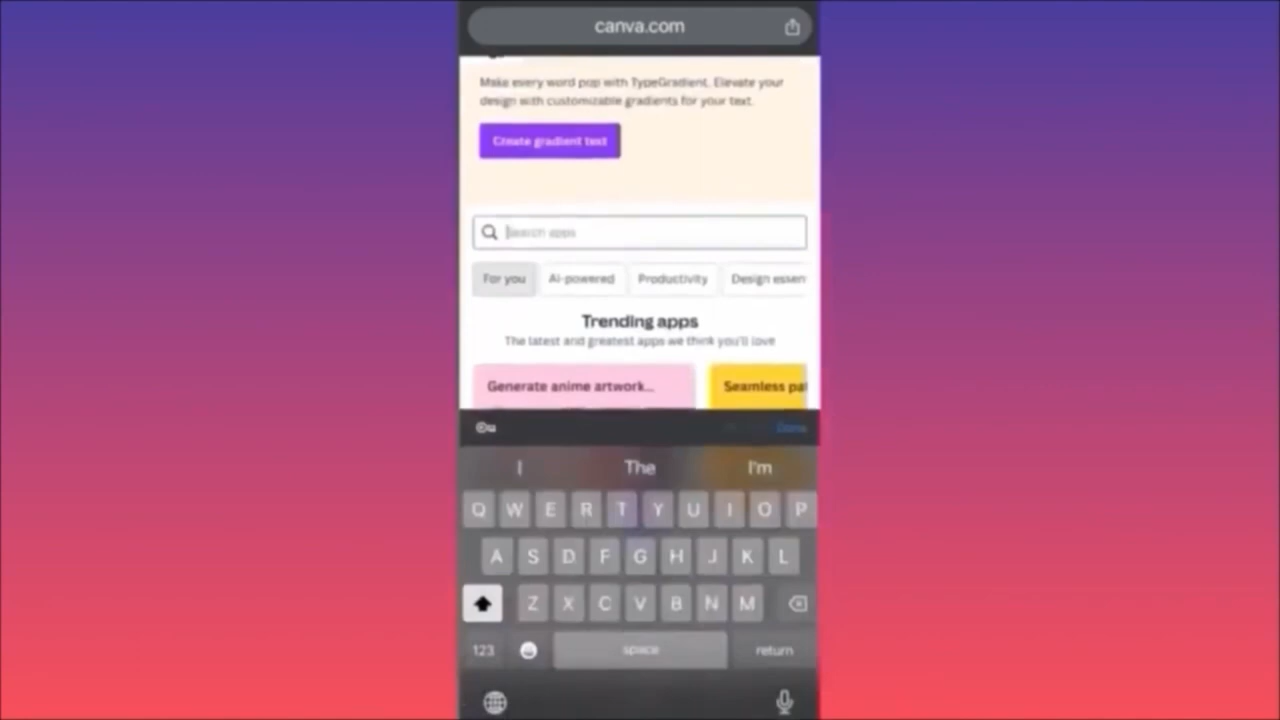 canva.com
Make every word pop with TypeGradient. Elevate your
design with customizable gradients for your text.
Create gradient text
Search apps
For you AI-powered Productivity Design essen
Trending apps
The latest and greatest apps we think you'll love
Generate anime artwork... Seamless pat
Done
I The I'm
Q W E R T Y U I O P
A S D F G H J K L
Z X C V B N M
123 space return